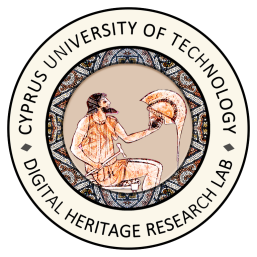 CYPRUS UNIVERSITY OF TECHNOLOGY
DIGITAL HERITAGE RESEARCH LAB